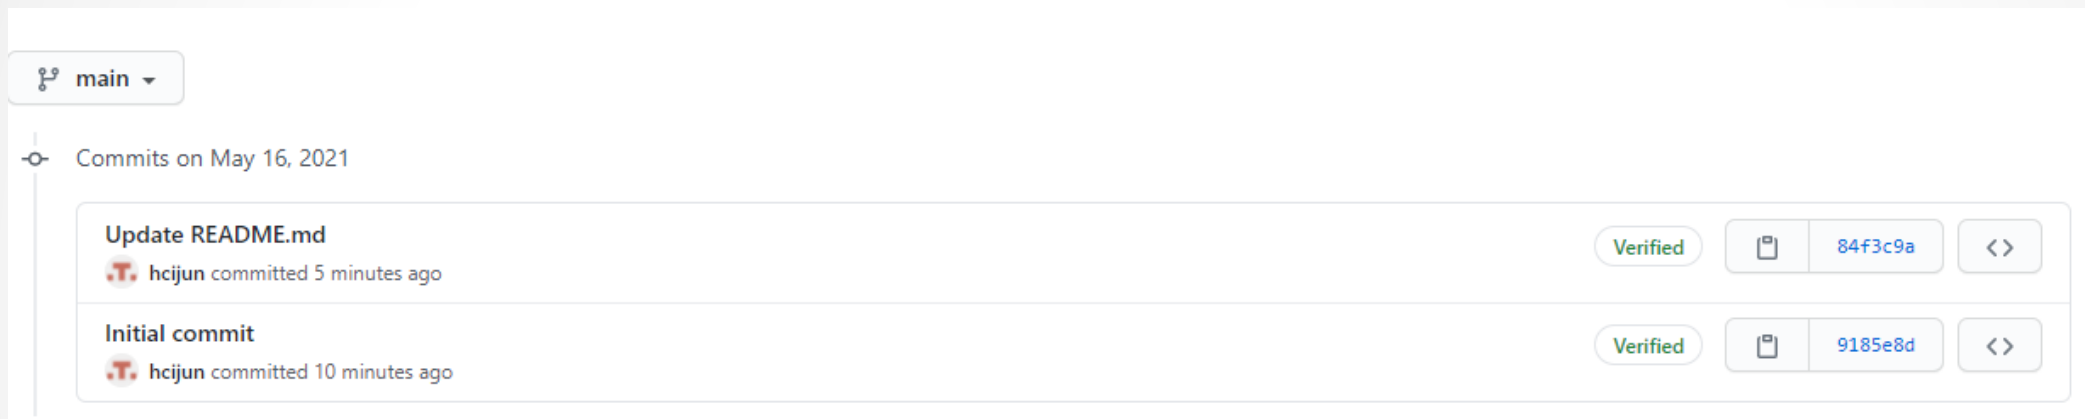 main
Commits on May 16, 2021
Update README.md
hcijun committed 5 minutes ago
Verified
84f3c9a
Initial commit
hcijun committed 10 minutes ago
Verified
9185e8d